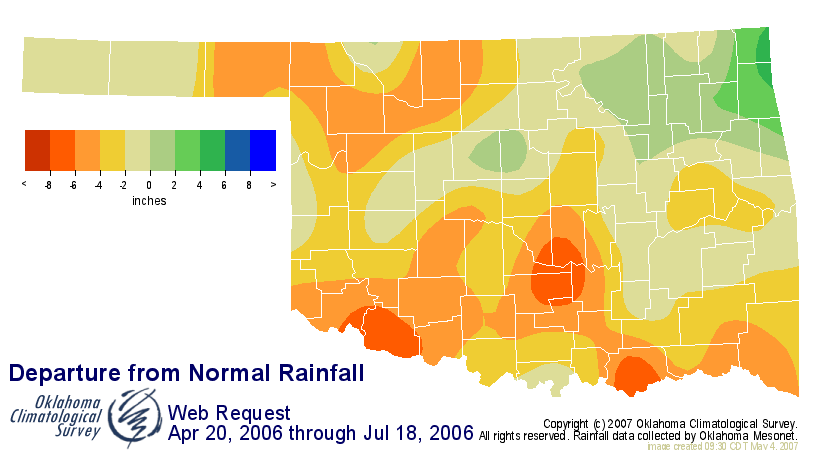 < -8 -6 -4 -2 0 2 4 6 8 >
inches
Departure from Normal Rainfall
Oklahoma
Climatological
Survey
Web Request
Apr 20, 2006 through Jul 18, 2006
Copyright (c) 2007 Oklahoma Climatological Survey.
All rights reserved. Rainfall data collected by Oklahoma Mesonet.
image created 09:30 CDT May 4, 2007